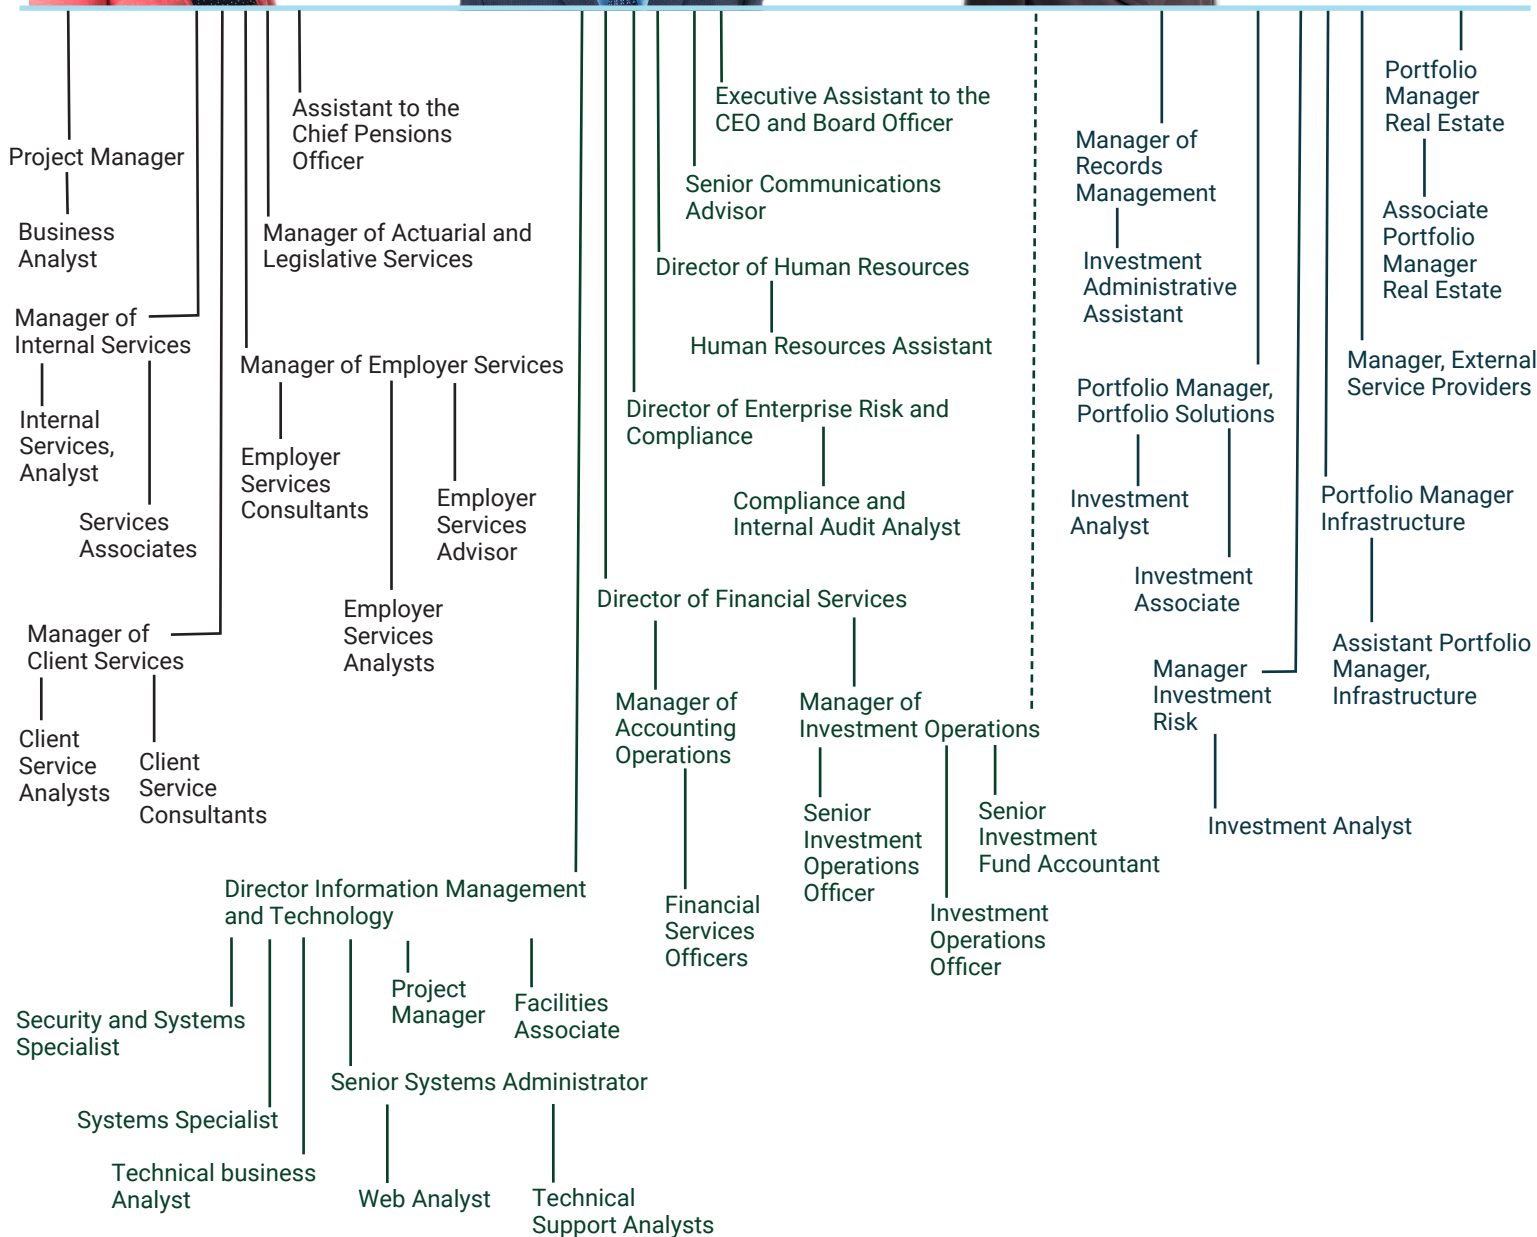 Assistant to the
Chief Pensions
Officer
Project Manager
Business
Analyst
Manager of Actuarial and
Legislative Services
Manager of
Internal Services
Internal
Services,
Analyst
Services
Associates
Manager of Employer Services
Employer
Services
Consultants
Employer
Services
Advisor
Employer
Services
Analysts
Manager of
Client Services
Client
Service
Analysts
Client
Service
Consultants
Executive Assistant to the
CEO and Board Officer
Senior Communications
Advisor
Director of Human Resources
Human Resources Assistant
Director of Enterprise Risk and
Compliance
Compliance and
Internal Audit Analyst
Director of Financial Services
Manager of
Accounting
Operations
Financial
Services
Officers
Manager of
Investment Operations
Senior
Investment
Operations
Officer
Investment
Operations
Officer
Senior
Investment
Fund Accountant
Director Information Management
and Technology
Security and Systems
Specialist
Systems Specialist
Technical business
Analyst
Project
Manager
Facilities
Associate
Senior Systems Administrator
Web Analyst
Technical
Support Analysts
Manager of
Records
Management
Investment
Administrative
Assistant
Portfolio Manager,
Portfolio Solutions
Investment
Analyst
Investment
Associate
Manager
Investment
Risk
Investment Analyst
Portfolio Manager
Infrastructure
Assistant Portfolio
Manager,
Infrastructure
Manager, External
Service Providers
Portfolio
Manager
Real Estate
Associate
Portfolio
Manager
Real Estate